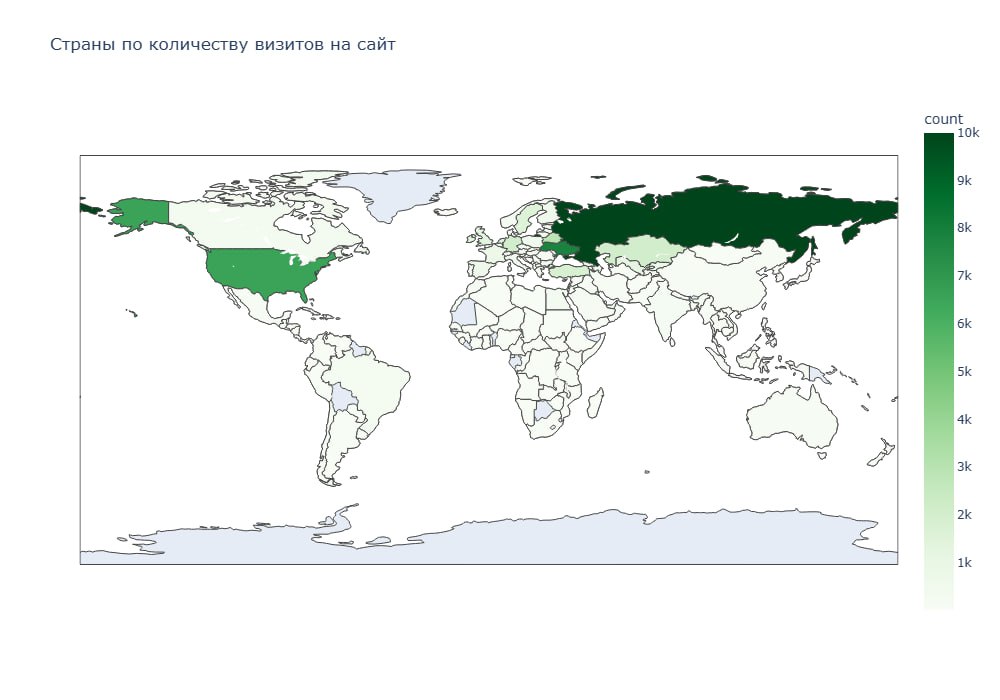 Страны по количеству визитов на сайт
count
10k
9k
8k
7k
6k
5k
4k
3k
2k
1k